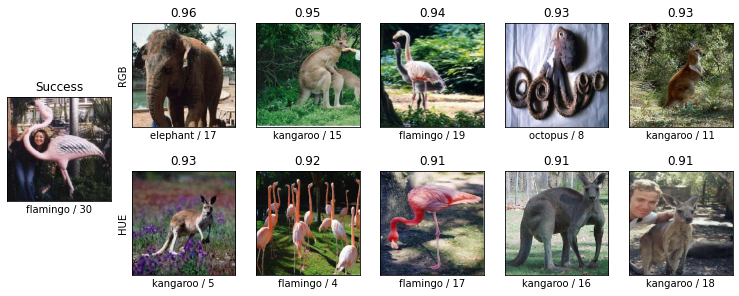 Success
flamingo / 30
RGB
0.96
elephant / 17
0.95
kangaroo / 15
0.94
flamingo / 19
0.93
octopus / 8
0.93
kangaroo / 11
HUE
0.93
kangaroo / 5
0.92
flamingo / 4
0.91
flamingo / 17
0.91
kangaroo / 16
0.91
kangaroo / 18